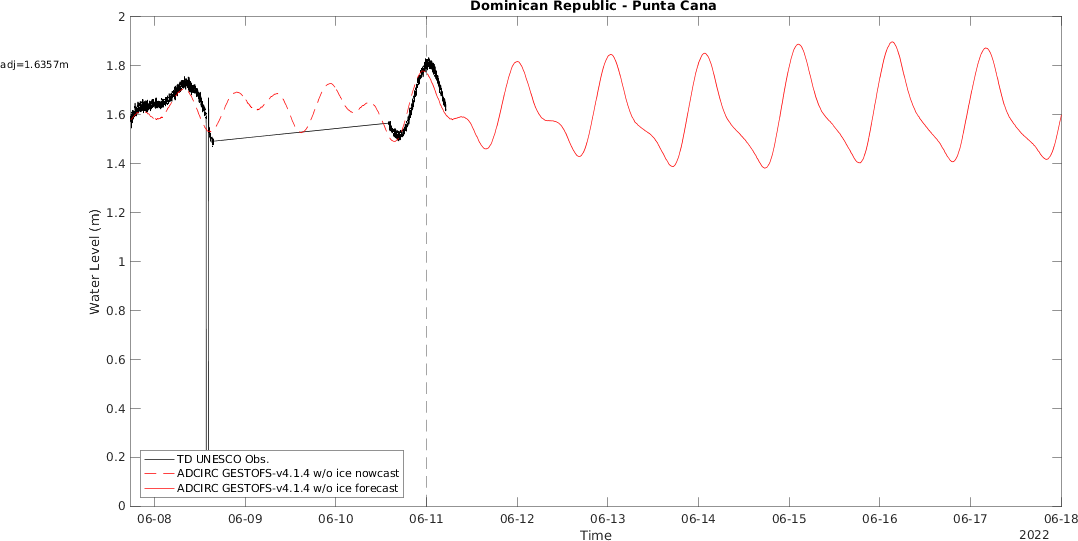 Dominican Republic - Punta Cana
adj=1.6357m
Water Level (m)
2
1.8
1.6
1.4
1.2
1
0.8
0.6
0.4
0.2
0
TD UNESCO Obs.
ADCIRC GESTOFS-v4.1.4 w/o ice nowcast
ADCIRC GESTOFS-v4.1.4 w/o ice forecast
06-08 06-09 06-10 06-11 06-12 06-13 06-14 06-15 06-16 06-17 06-18
Time
2022